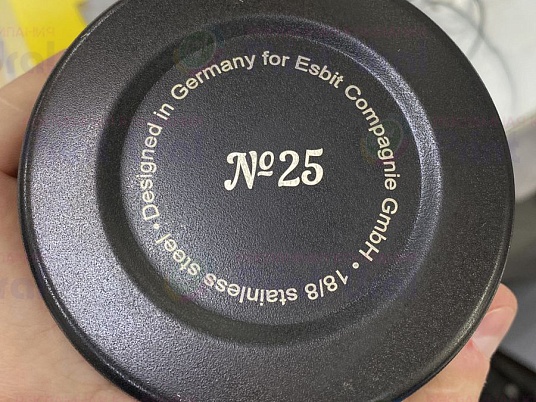 Designed in Germany for Esbit Compagnie GmbH • 18/8 stainless steel •
№25